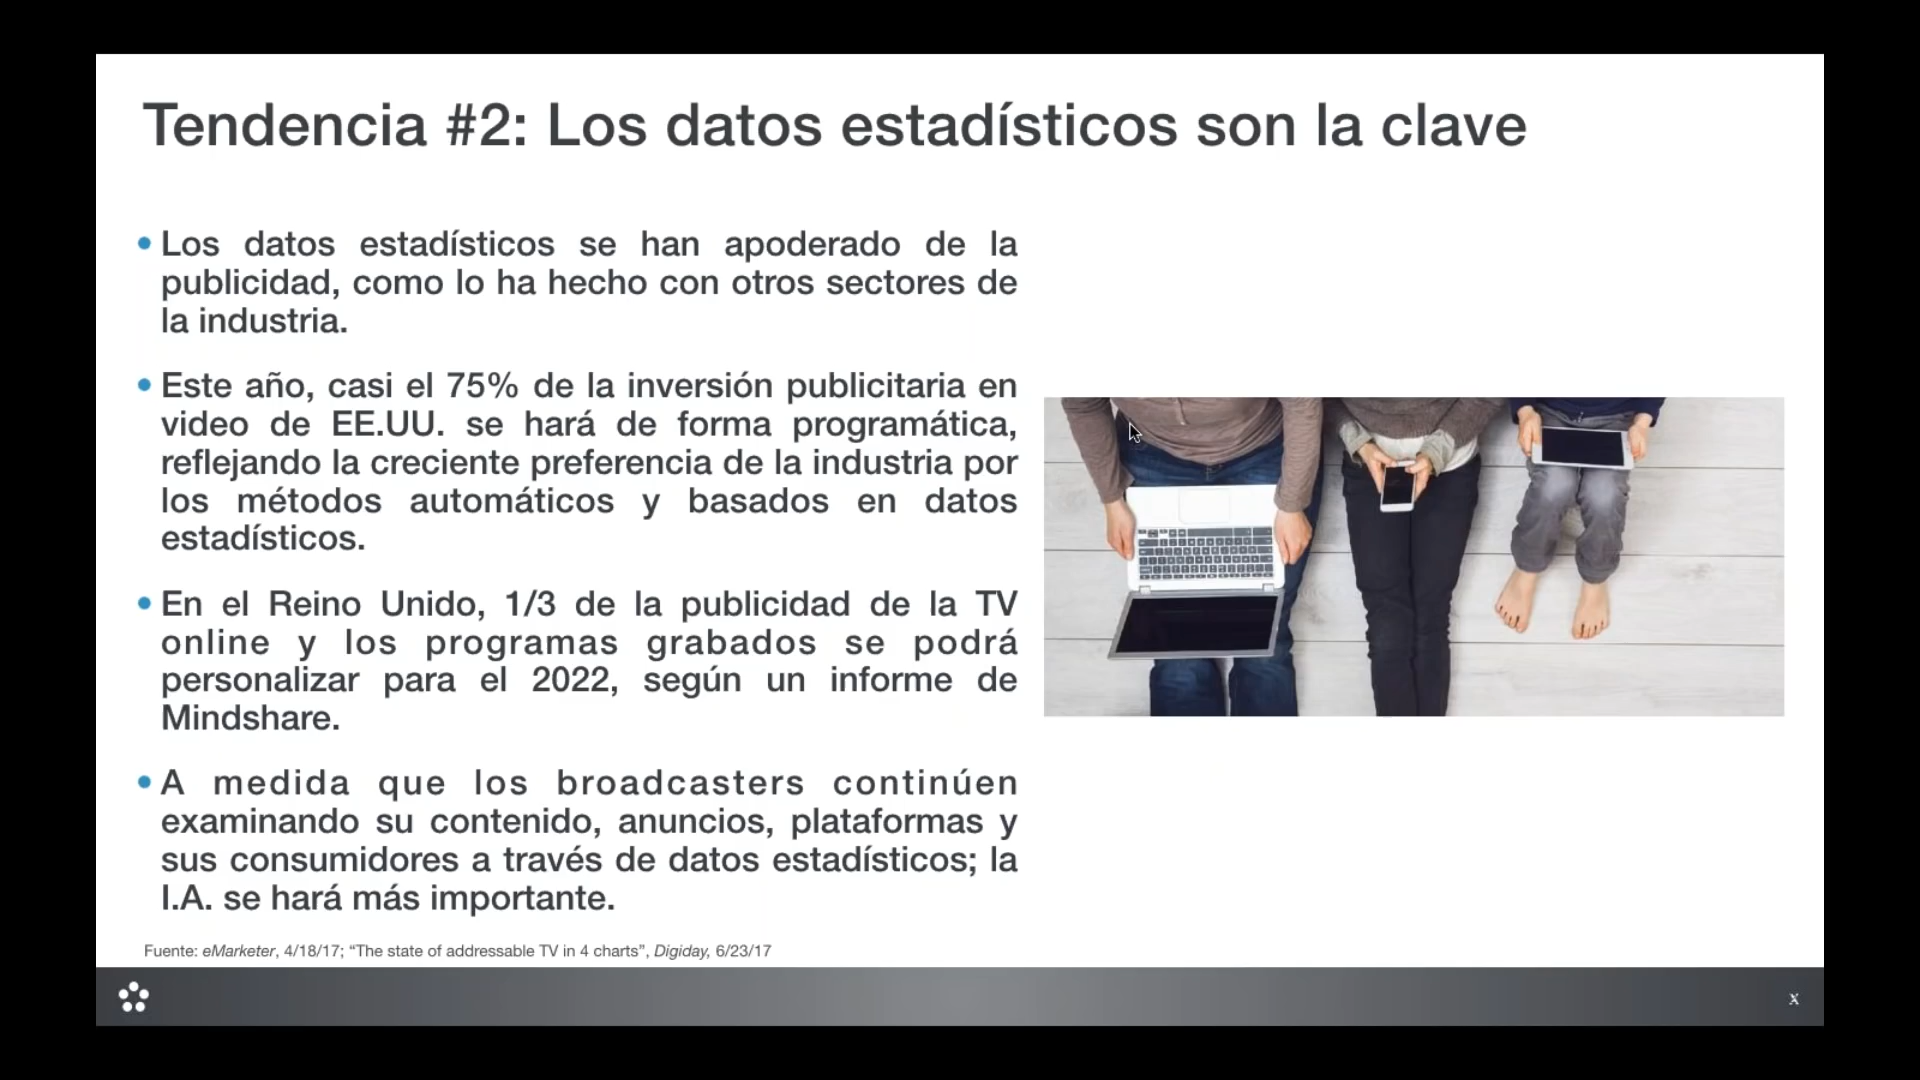 Tendencia #2: Los datos estadísticos son la clave
• Los datos estadísticos se han apoderado de la
publicidad, como lo ha hecho con otros sectores de
la industria.
• Este año, casi el 75% de la inversión publicitaria en
video de EE.UU. se hará de forma programática,
reflejando la creciente preferencia de la industria por
los métodos automáticos y basados en datos
estadísticos.
• En el Reino Unido, 1/3 de la publicidad de la TV
online y los programas grabados se podrá
personalizar para el 2022, según un informe de
Mindshare.
• A medida que los broadcasters continúen
examinando su contenido, anuncios, plataformas y
sus consumidores a través de datos estadísticos; la
I.A. se hará más importante.
Fuente: eMarketer, 4/18/17; “The state of addressable TV in 4 charts”, Digiday, 6/23/17
x